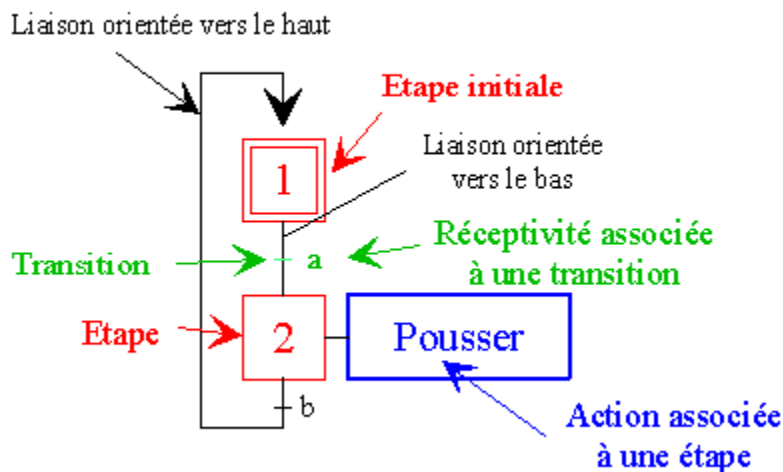 Liaison orientée vers le haut
Etape initiale
1
Liaison orientée
vers le bas
Transition
a
Réceptivité associée
à une transition
Etape
2
Pousser
b
Action associée
à une étape